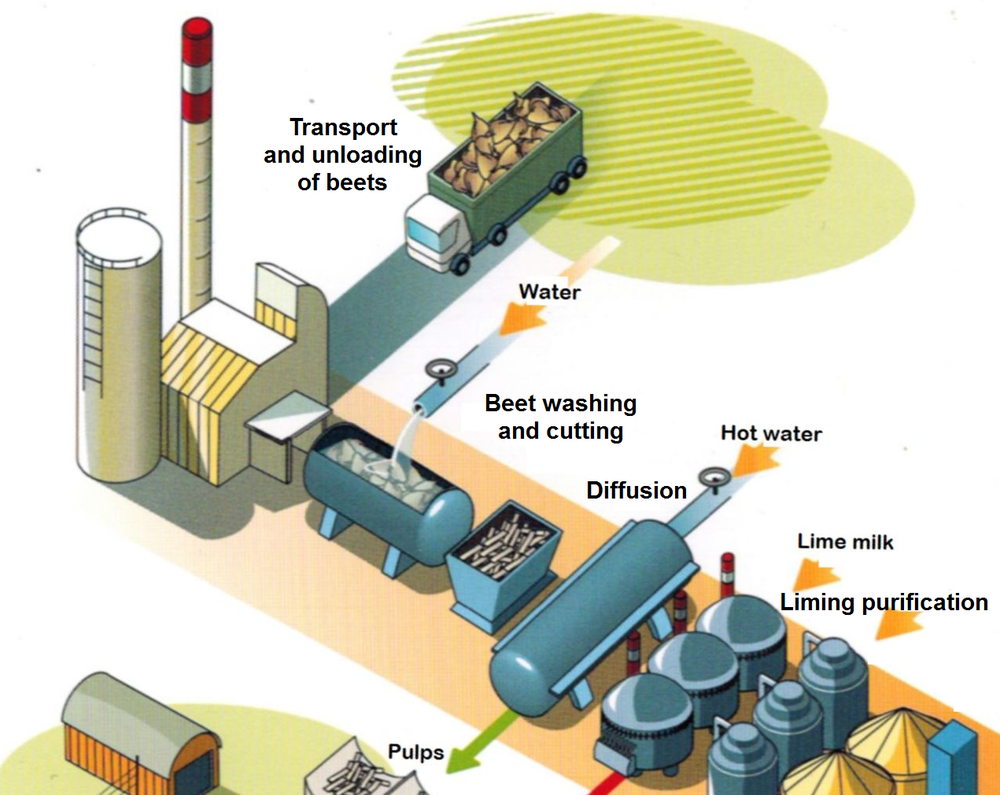 Transport
and unloading
of beets
Water
Beet washing
and cutting
Hot water
Diffusion
Lime milk
Liming purification
Pulps